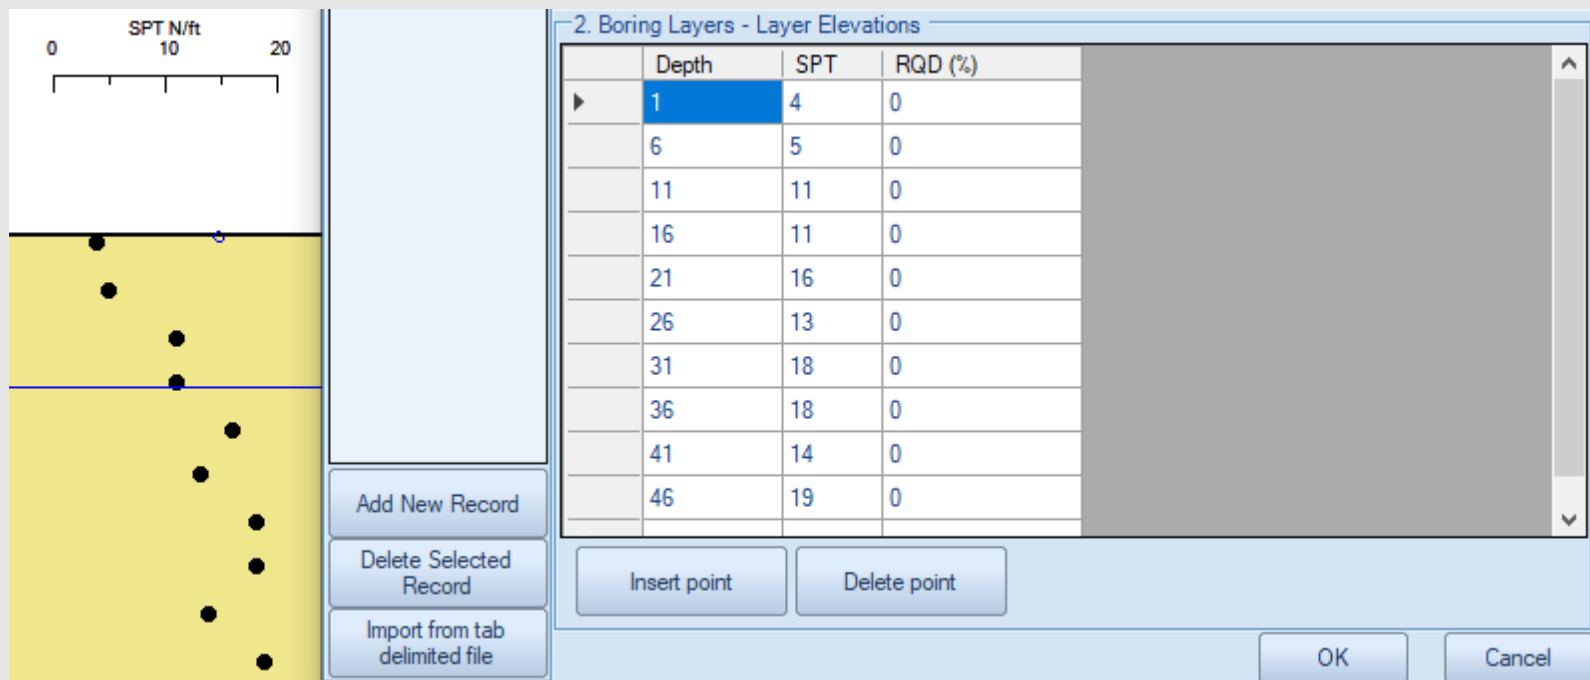 SPT N/ft
0 10 20
2. Boring Layers - Layer Elevations
Depth SPT RQD (%)
1 4 0
6 5 0
11 11 0
16 11 0
21 16 0
26 13 0
31 18 0
36 18 0
41 14 0
46 19 0
Add New Record
Delete Selected
Record
Import from tab
delimited file
Insert point Delete point
OK Cancel